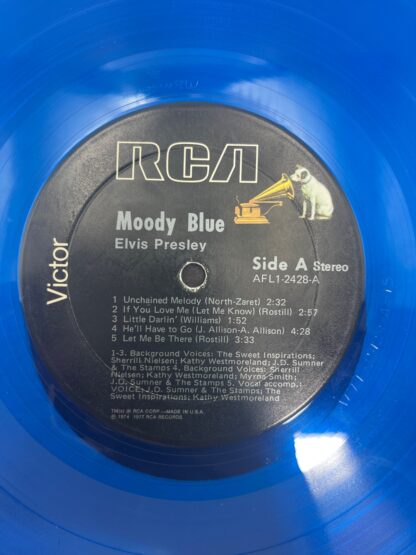 RCA
Victor
Moody Blue
Elvis Presley
Side A Stereo
AFL1-2428-A
1 Unchained Melody (North-Zaret) 2:32
2 If You Love Me (Let Me Know) (Rostill) 2:57
3 Little Darlin' (Williams) 1:52
4 He'll Have to Go (J. Allison-A. Allison) 4:28
5 Let Me Be There (Rostill) 3:33
1-3. Background Voices: The Sweet Inspirations;
Sherrill Nielsen; Kathy Westmoreland; J.D. Sumner
& The Stamps 4. Background Voices: Sherrill
Nielsen; Kathy Westmoreland; Myrna Smith;
J.D. Sumner & The Stamps 5. Vocal accomp.:
VOICE; J.D. Sumner & The Stamps; The
Sweet Inspirations; Kathy Westmoreland
TMK(s) ® RCA CORP.—MADE IN U.S.A.
℗ 1974 1977 RCA RECORDS